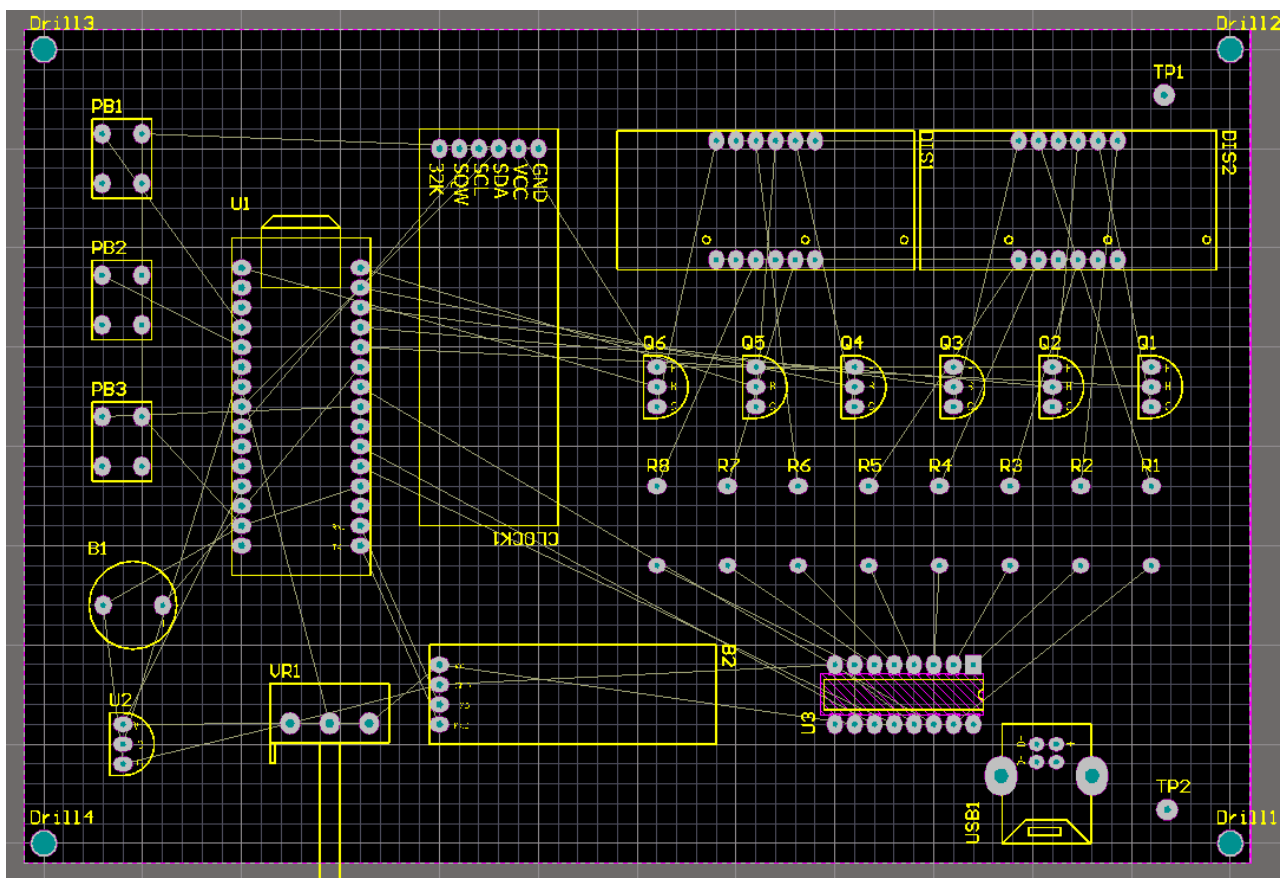 Drill3
Drill2
TP1
PB1
32K
SQW
SCL
SDA
VCC
GND
DIS1
DIS2
U1
PB2
Q6
Q5
Q4
Q3
Q2
Q1
PB3
R8
R7
R6
R5
R4
R3
R2
R1
CLOCK1
B1
B2
VR1
U2
U3
USB1
TP2
Drill4
Drill1